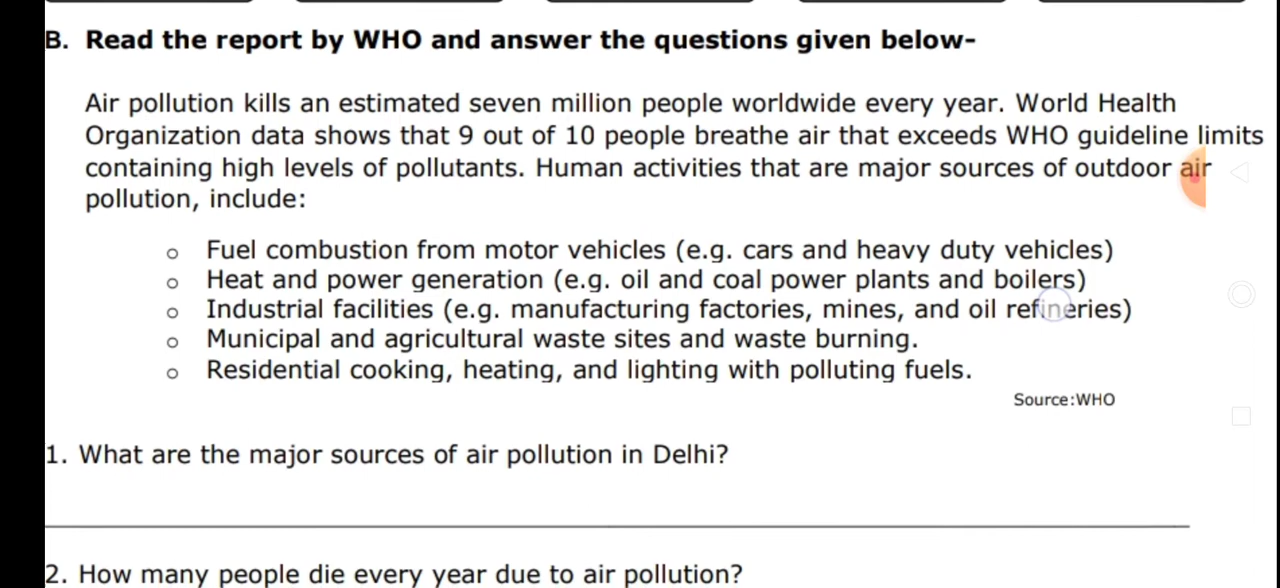 B. Read the report by WHO and answer the questions given below-
Air pollution kills an estimated seven million people worldwide every year. World Health
Organization data shows that 9 out of 10 people breathe air that exceeds WHO guideline limits
containing high levels of pollutants. Human activities that are major sources of outdoor air
pollution, include:
o Fuel combustion from motor vehicles (e.g. cars and heavy duty vehicles)
o Heat and power generation (e.g. oil and coal power plants and boilers)
o Industrial facilities (e.g. manufacturing factories, mines, and oil refineries)
o Municipal and agricultural waste sites and waste burning.
o Residential cooking, heating, and lighting with polluting fuels.
Source:WHO
1. What are the major sources of air pollution in Delhi?
2. How many people die every year due to air pollution?